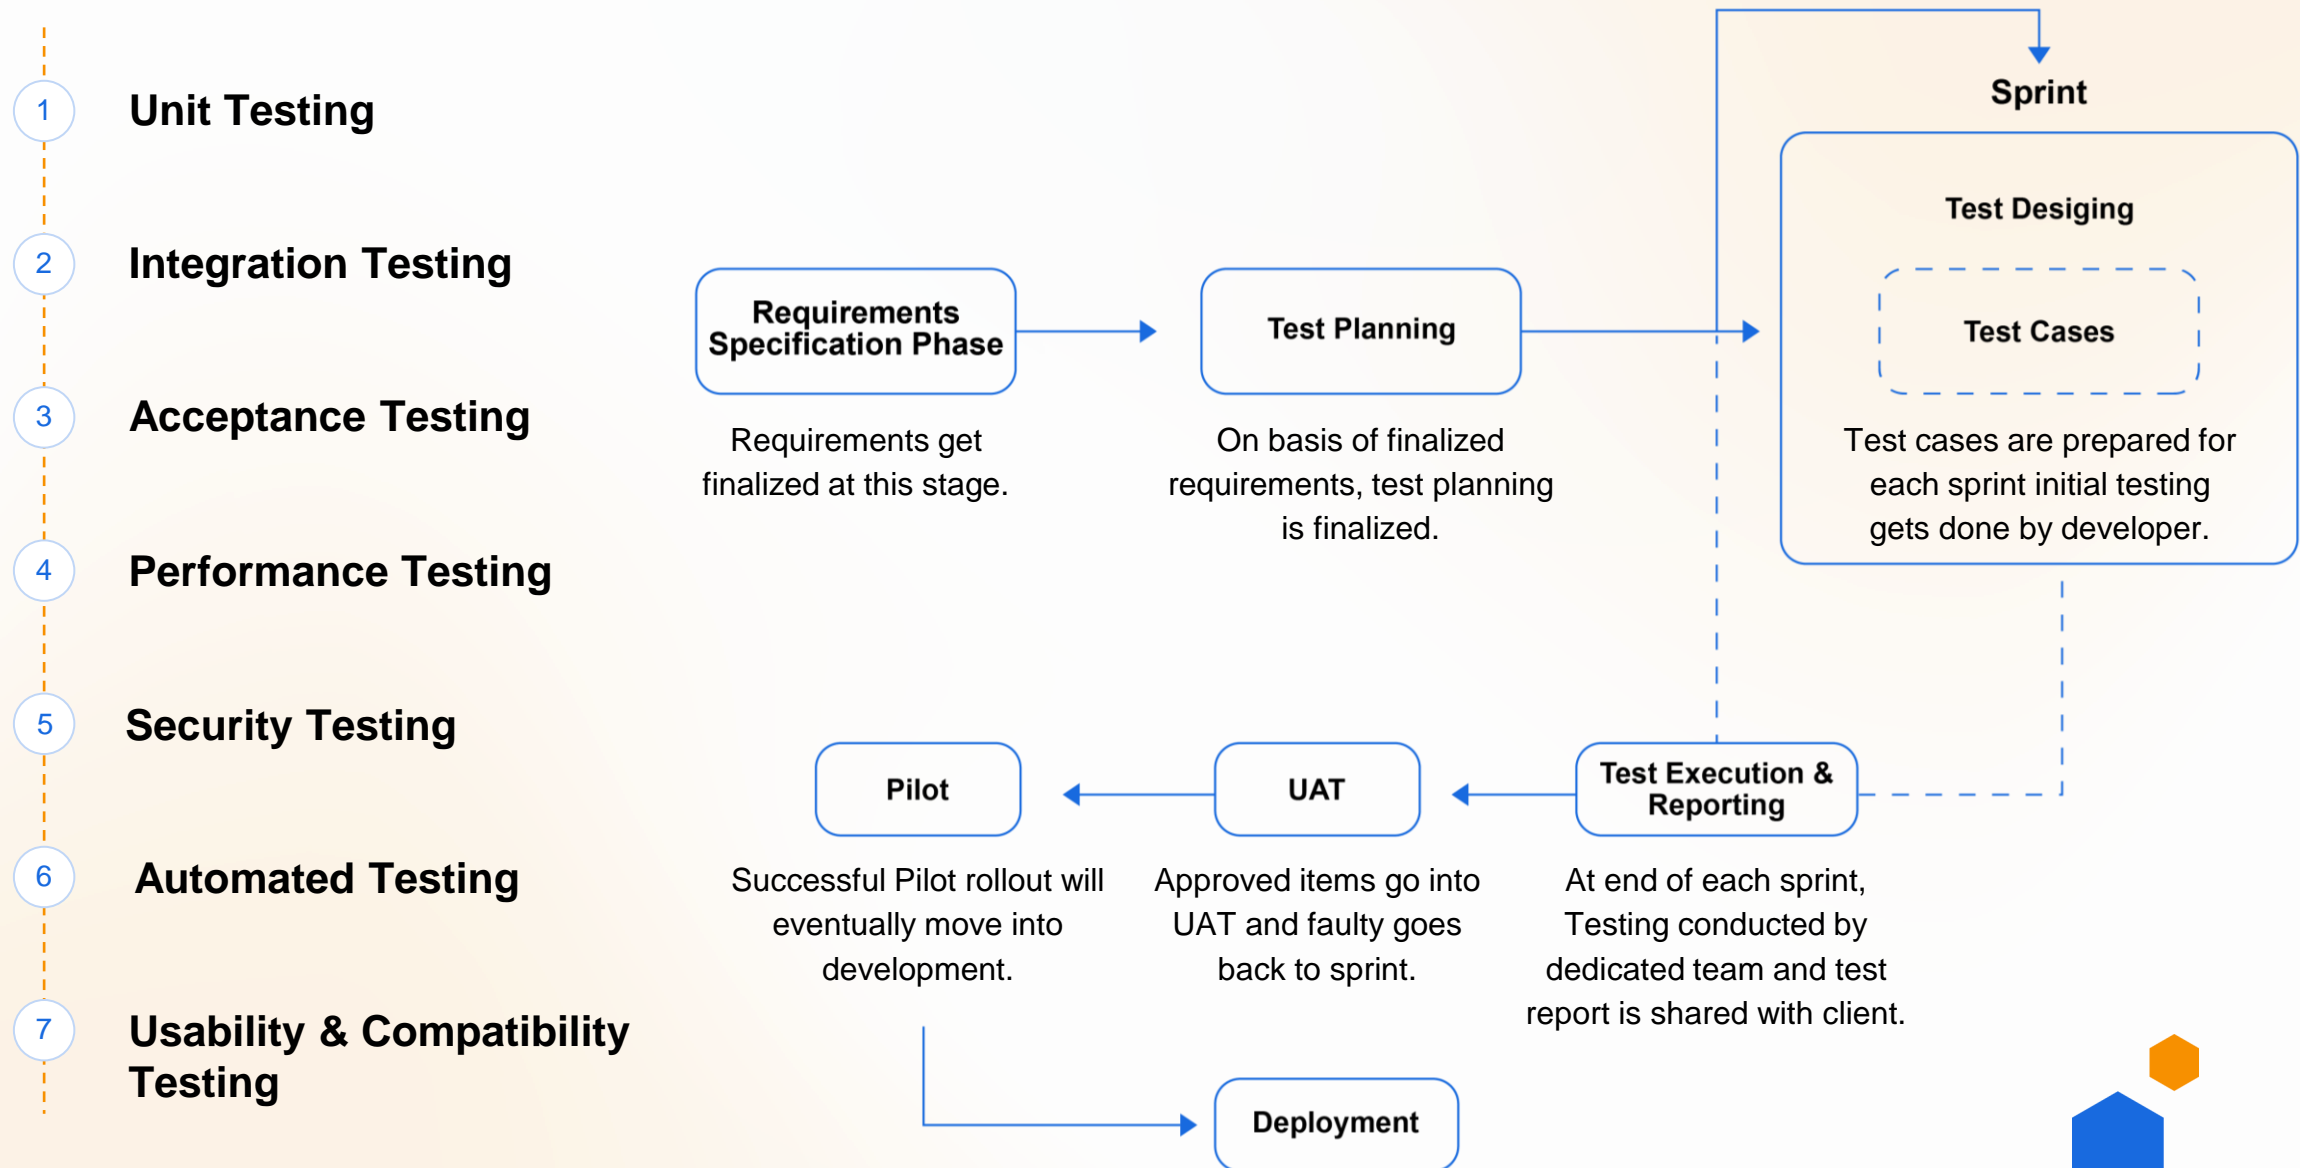 1
Unit Testing
2
Integration Testing
3
Acceptance Testing
4
Performance Testing
5
Security Testing
6
Automated Testing
7
Usability & Compatibility
Testing
Requirements
Specification Phase
Requirements get
finalized at this stage.
Test Planning
On basis of finalized
requirements, test planning
is finalized.
Sprint
Test Desiging
Test Cases
Test cases are prepared for
each sprint initial testing
gets done by developer.
Test Execution &
Reporting
At end of each sprint,
Testing conducted by
dedicated team and test
report is shared with client.
UAT
Approved items go into
UAT and faulty goes
back to sprint.
Pilot
Successful Pilot rollout will
eventually move into
development.
Deployment